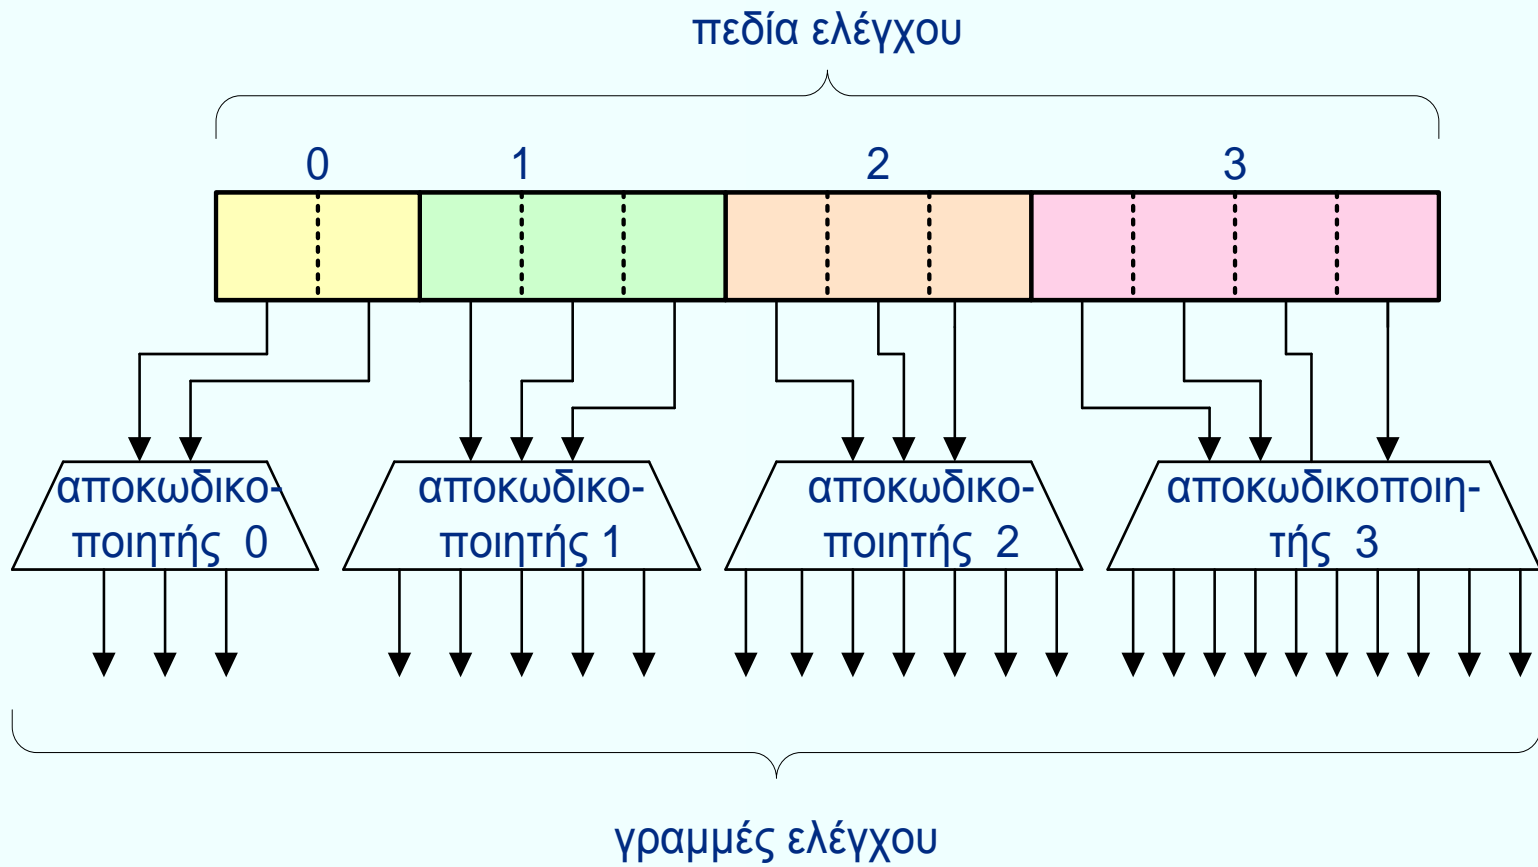 πεδία ελέγχου
0 1 2 3
αποκωδικο-
ποιητής 0
αποκωδικο-
ποιητής 1
αποκωδικο-
ποιητής 2
αποκωδικοποιη-
τής 3
γραμμές ελέγχου